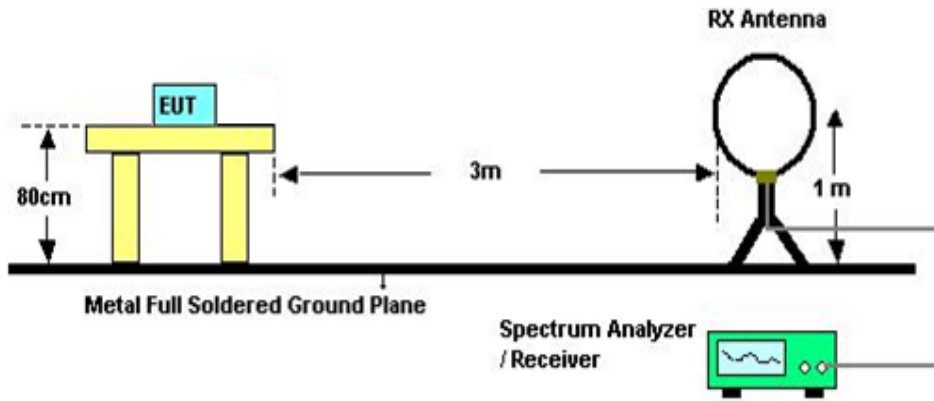 RX Antenna
EUT
3m
80cm
1 m
Metal Full Soldered Ground Plane
Spectrum Analyzer
/ Receiver